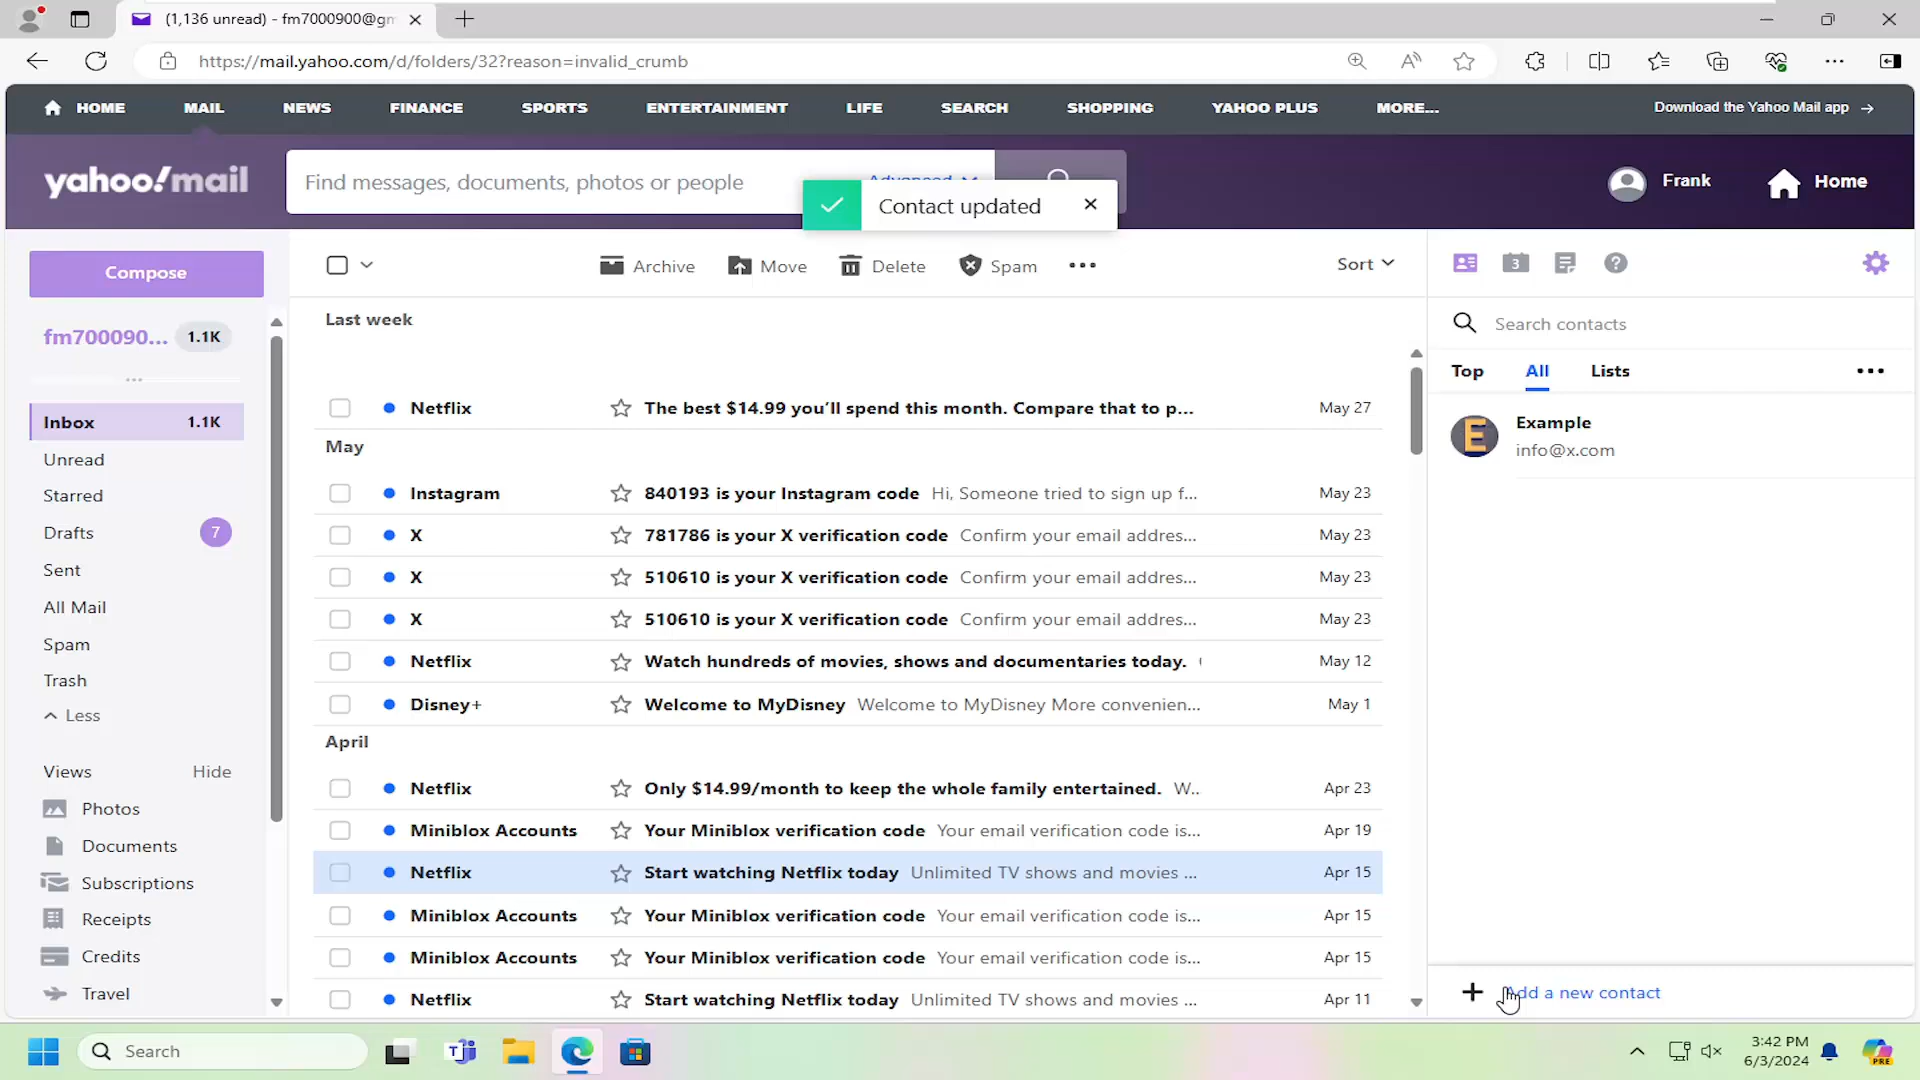 (1,136 unread) - fm7000900@gm
https://mail.yahoo.com/d/folders/32?reason=invalid_crumb
HOME MAIL NEWS FINANCE SPORTS ENTERTAINMENT LIFE SEARCH SHOPPING YAHOO PLUS MORE... Download the Yahoo Mail app →
yahoo!mail Find messages, documents, photos or people Advanced Frank Home
Contact updated
Compose Archive Move Delete Spam Sort 3
fm700090... 1.1K
Inbox 1.1K
Unread
Starred
Drafts 7
Sent
All Mail
Spam
Trash
Less
Views Hide
Photos
Documents
Subscriptions
Receipts
Credits
Travel
Last week
Netflix The best $14.99 you'll spend this month. Compare that to p... May 27
May
Instagram 840193 is your Instagram code Hi, Someone tried to sign up f... May 23
X 781786 is your X verification code Confirm your email addres... May 23
X 510610 is your X verification code Confirm your email addres... May 23
X 510610 is your X verification code Confirm your email addres... May 23
Netflix Watch hundreds of movies, shows and documentaries today. May 12
Disney+ Welcome to MyDisney Welcome to MyDisney More convenien... May 1
April
Netflix Only $14.99/month to keep the whole family entertained. W... Apr 23
Miniblox Accounts Your Miniblox verification code Your email verification code is... Apr 19
Netflix Start watching Netflix today Unlimited TV shows and movies ... Apr 15
Miniblox Accounts Your Miniblox verification code Your email verification code is... Apr 15
Miniblox Accounts Your Miniblox verification code Your email verification code is... Apr 15
Netflix Start watching Netflix today Unlimited TV shows and movies ... Apr 11
Search contacts
Top All Lists
E Example
info@x.com
Add a new contact
Search
3:42 PM
6/3/2024
PRE